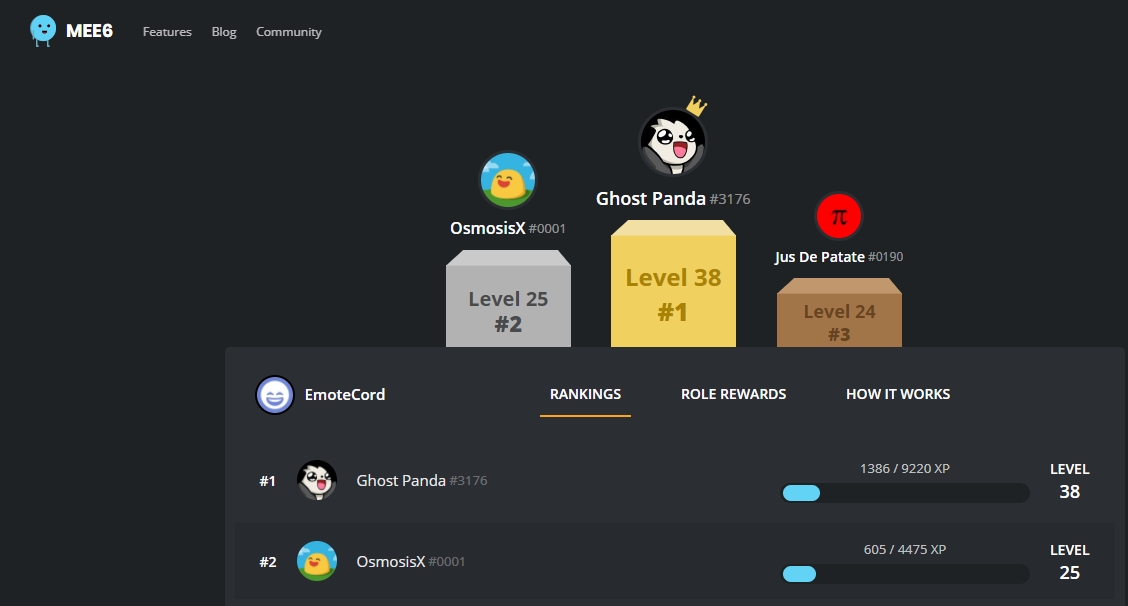 MEE6 Features Blog Community
Ghost Panda #3176
OsmosisX #0001
Jus De Patate #0190
π
Level 38
#1
Level 25
#2
Level 24
#3
EmoteCord RANKINGS ROLE REWARDS HOW IT WORKS
#1 Ghost Panda #3176 1386 / 9220 XP LEVEL
38
#2 OsmosisX #0001 605 / 4475 XP LEVEL
25